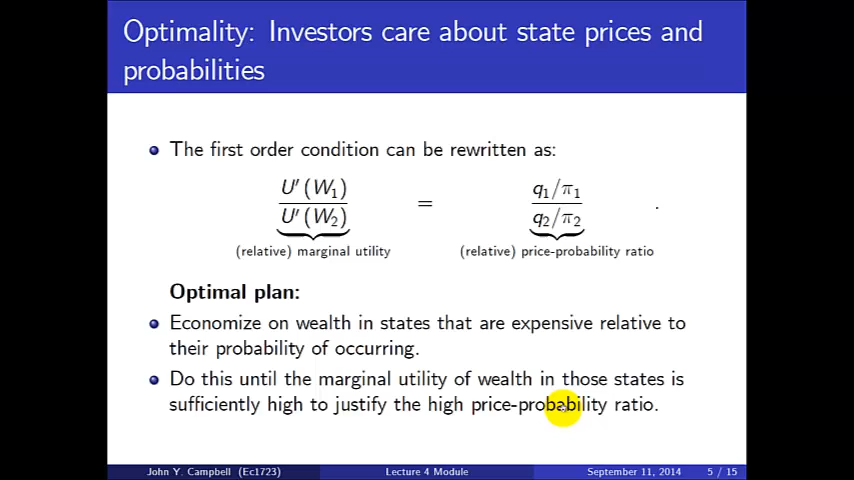 Optimality: Investors care about state prices and
probabilities
The first order condition can be rewritten as:
U′(W₁) / U′(W₂) = q₁/π₁ / q₂/π₂ .
(relative) marginal utility (relative) price-probability ratio
Optimal plan:
Economize on wealth in states that are expensive relative to
their probability of occurring.
Do this until the marginal utility of wealth in those states is
sufficiently high to justify the high price-probability ratio.
John Y. Campbell (Ec1723) Lecture 4 Module September 11, 2014 5 / 15